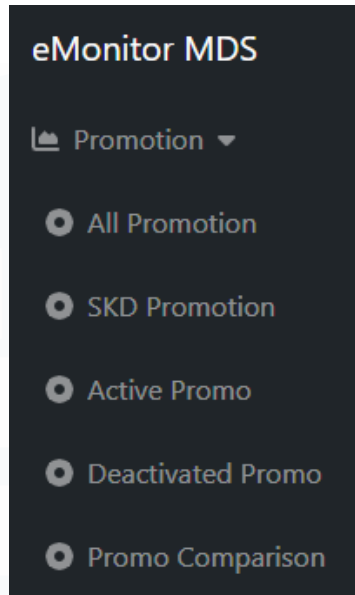 eMonitor MDS
Promotion
All Promotion
SKD Promotion
Active Promo
Deactivated Promo
Promo Comparison